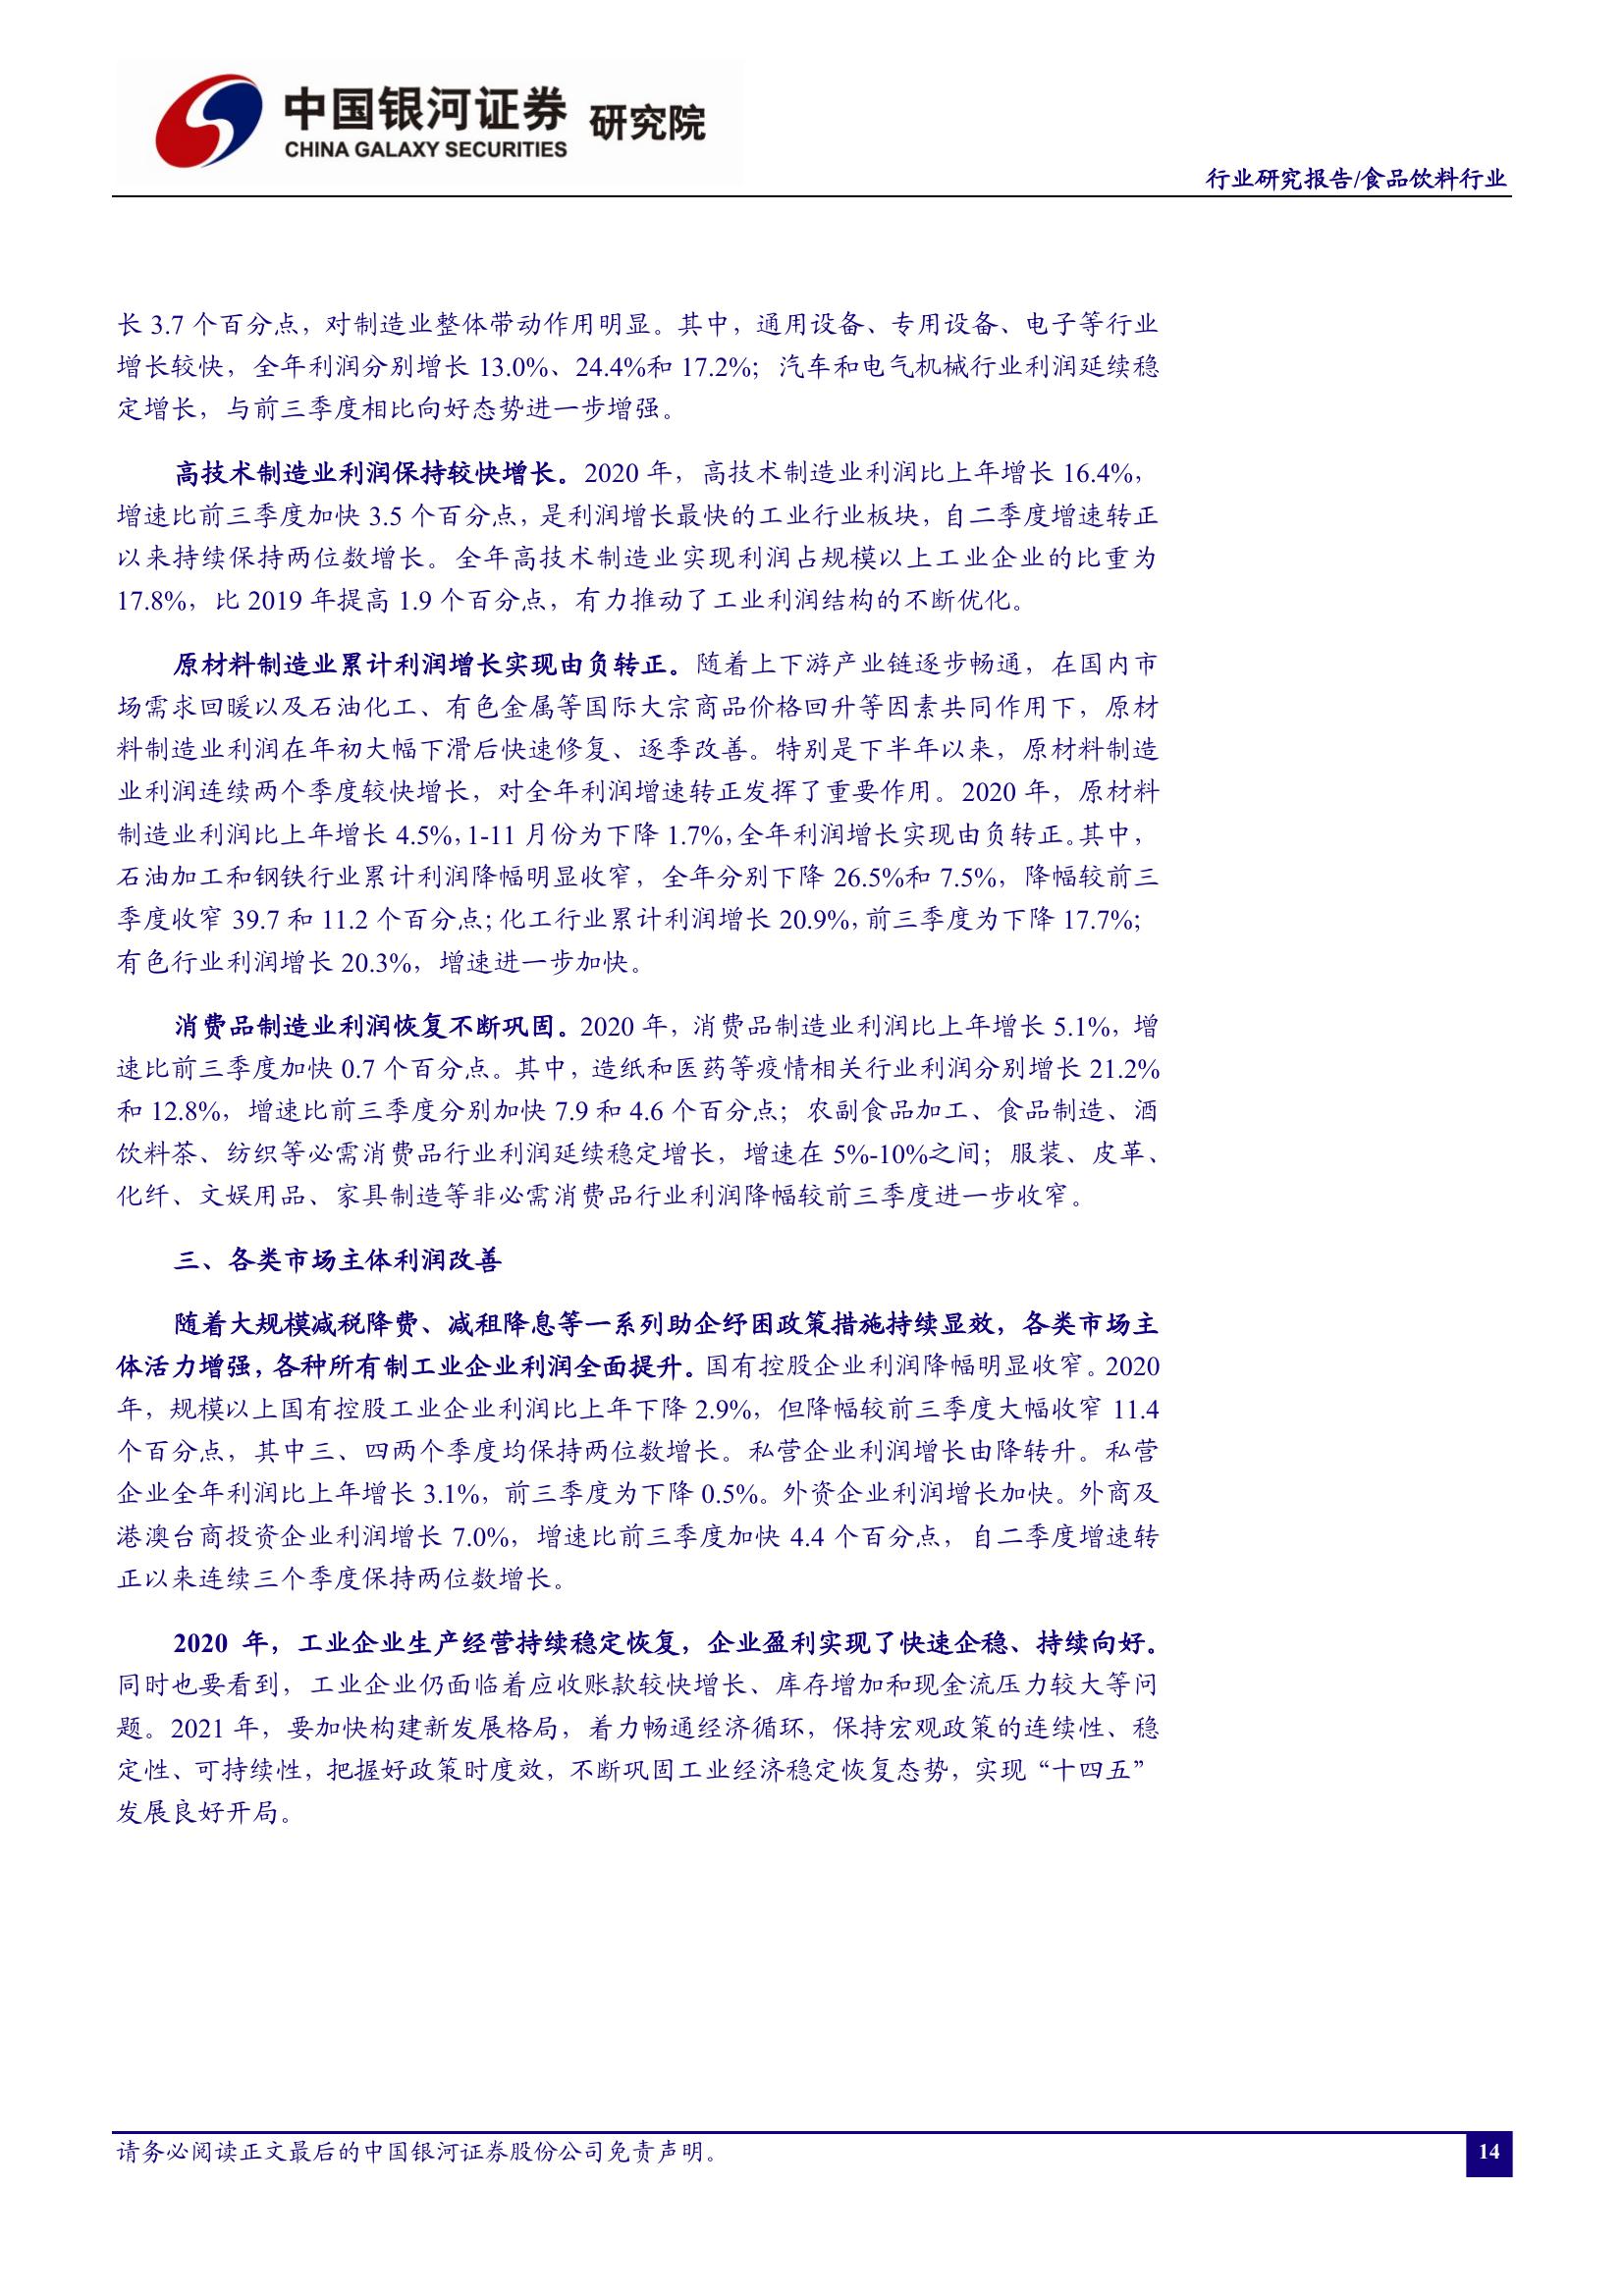 中国银河证券 研究院
CHINA GALAXY SECURITIES
行业研究报告/食品饮料行业
长 3.7 个百分点，对制造业整体带动作用明显。其中，通用设备、专用设备、电子等行业
增长较快，全年利润分别增长 13.0%、24.4%和 17.2%；汽车和电气机械行业利润延续稳
定增长，与前三季度相比向好态势进一步增强。
高技术制造业利润保持较快增长。2020 年，高技术制造业利润比上年增长 16.4%，
增速比前三季度加快 3.5 个百分点，是利润增长最快的工业行业板块，自二季度增速转正
以来持续保持两位数增长。全年高技术制造业实现利润占规模以上工业企业的比重为
17.8%，比 2019 年提高 1.9 个百分点，有力推动了工业利润结构的不断优化。
原材料制造业累计利润增长实现由负转正。随着上下游产业链逐步畅通，在国内市
场需求回暖以及石油化工、有色金属等国际大宗商品价格回升等因素共同作用下，原材
料制造业利润在年初大幅下滑后快速修复、逐季改善。特别是下半年以来，原材料制造
业利润连续两个季度较快增长，对全年利润增速转正发挥了重要作用。2020 年，原材料
制造业利润比上年增长 4.5%，1-11 月份为下降 1.7%，全年利润增长实现由负转正。其中，
石油加工和钢铁行业累计利润降幅明显收窄，全年分别下降 26.5%和 7.5%，降幅较前三
季度收窄 39.7 和 11.2 个百分点；化工行业累计利润增长 20.9%，前三季度为下降 17.7%；
有色行业利润增长 20.3%，增速进一步加快。
消费品制造业利润恢复不断巩固。2020 年，消费品制造业利润比上年增长 5.1%，增
速比前三季度加快 0.7 个百分点。其中，造纸和医药等疫情相关行业利润分别增长 21.2%
和 12.8%，增速比前三季度分别加快 7.9 和 4.6 个百分点；农副食品加工、食品制造、酒
饮料茶、纺织等必需消费品行业利润延续稳定增长，增速在 5%-10%之间；服装、皮革、
化纤、文娱用品、家具制造等非必需消费品行业利润降幅较前三季度进一步收窄。
三、各类市场主体利润改善
随着大规模减税降费、减租降息等一系列助企纾困政策措施持续显效，各类市场主
体活力增强，各种所有制工业企业利润全面提升。国有控股企业利润降幅明显收窄。2020
年，规模以上国有控股工业企业利润比上年下降 2.9%，但降幅较前三季度大幅收窄 11.4
个百分点，其中三、四两个季度均保持两位数增长。私营企业利润增长由降转升。私营
企业全年利润比上年增长 3.1%，前三季度为下降 0.5%。外资企业利润增长加快。外商及
港澳台商投资企业利润增长 7.0%，增速比前三季度加快 4.4 个百分点，自二季度增速转
正以来连续三个季度保持两位数增长。
2020 年，工业企业生产经营持续稳定恢复，企业盈利实现了快速企稳、持续向好。
同时也要看到，工业企业仍面临着应收账款较快增长、库存增加和现金流压力较大等问
题。2021 年，要加快构建新发展格局，着力畅通经济循环，保持宏观政策的连续性、稳
定性、可持续性，把握好政策时度效，不断巩固工业经济稳定恢复态势，实现“十四五”
发展良好开局。
请务必阅读正文最后的中国银河证券股份公司免责声明。
14